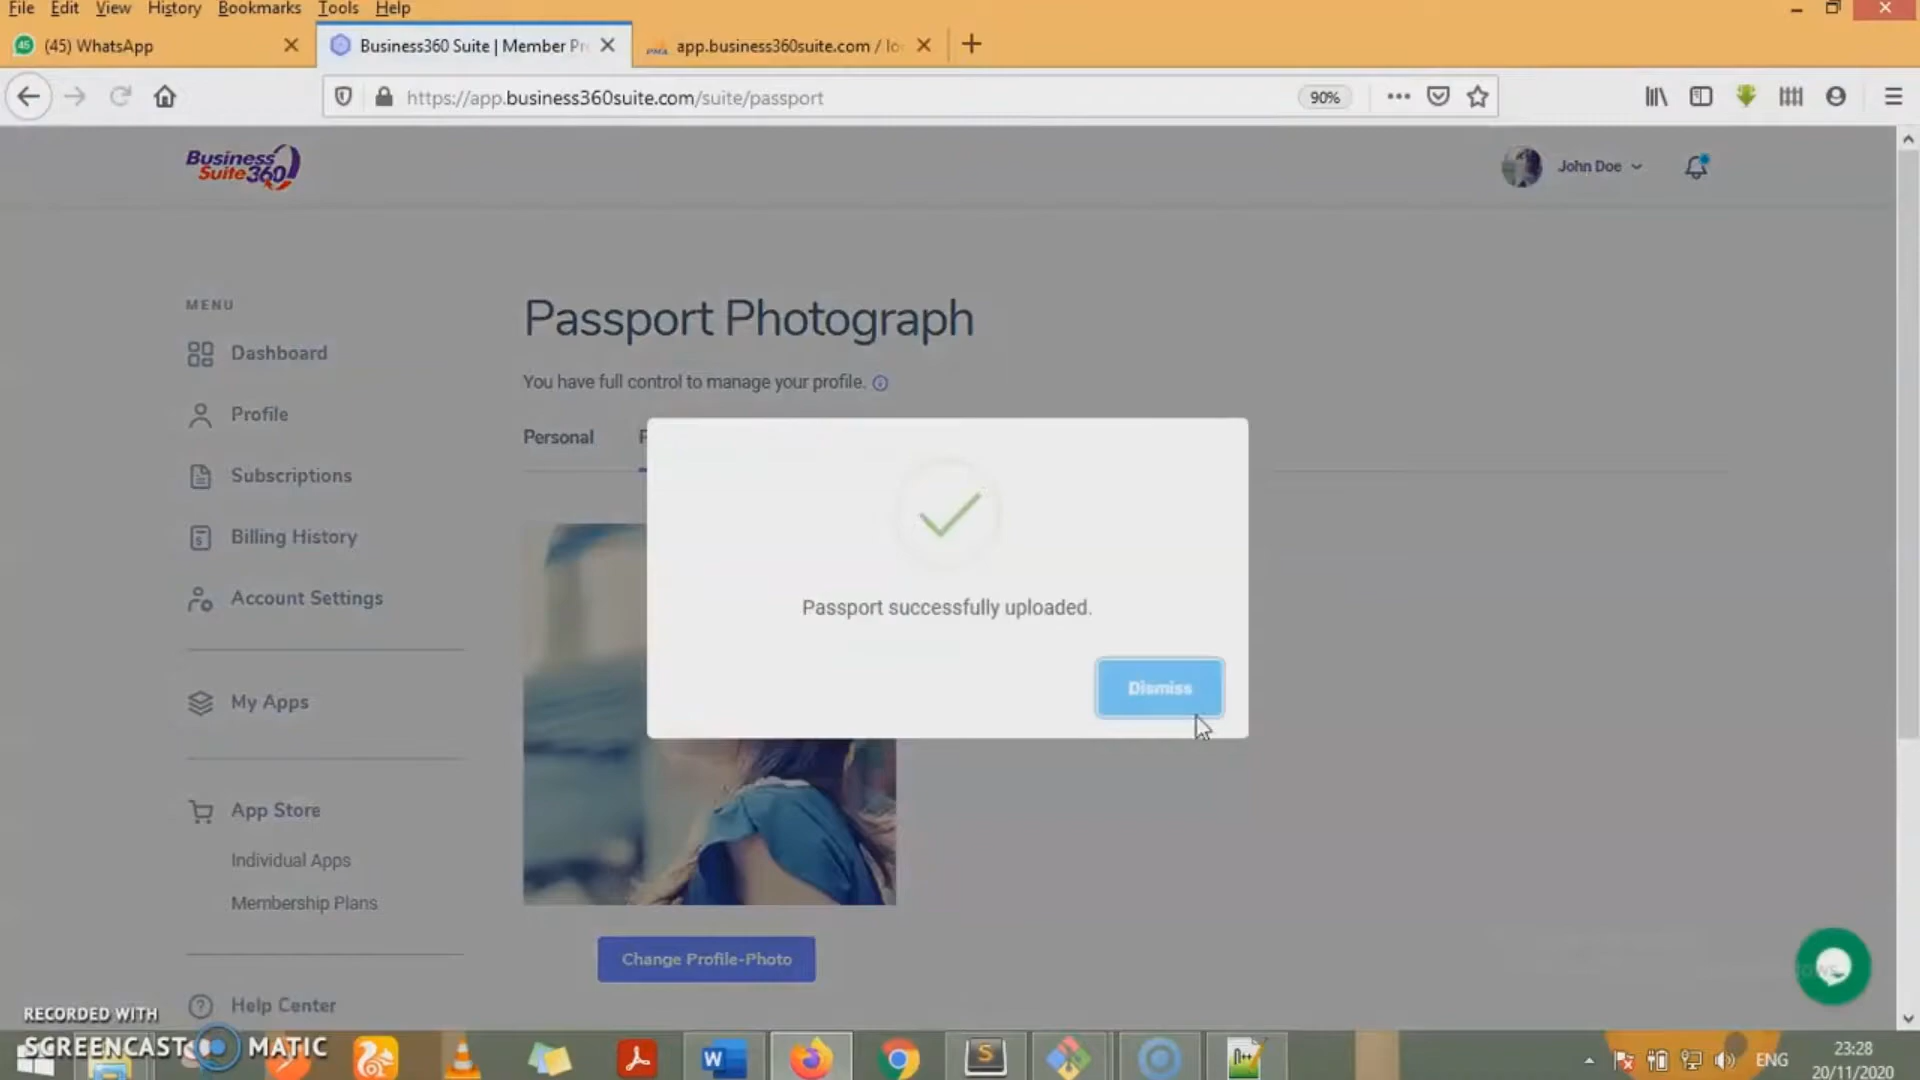 File Edit View History Bookmarks Tools Help
(45) WhatsApp
Business360 Suite | Member Pr
app.business360suite.com / lo
https://app.business360suite.com/suite/passport
90%
Business
Suite360
John Doe
MENU
Dashboard
Profile
Subscriptions
Billing History
Account Settings
My Apps
App Store
Individual Apps
Membership Plans
Help Center
Passport Photograph
You have full control to manage your profile.
Personal
Passport successfully uploaded.
Dismiss
Change Profile-Photo
RECORDED WITH
SCREENCAST MATIC
ENG
23:28
20/11/2020